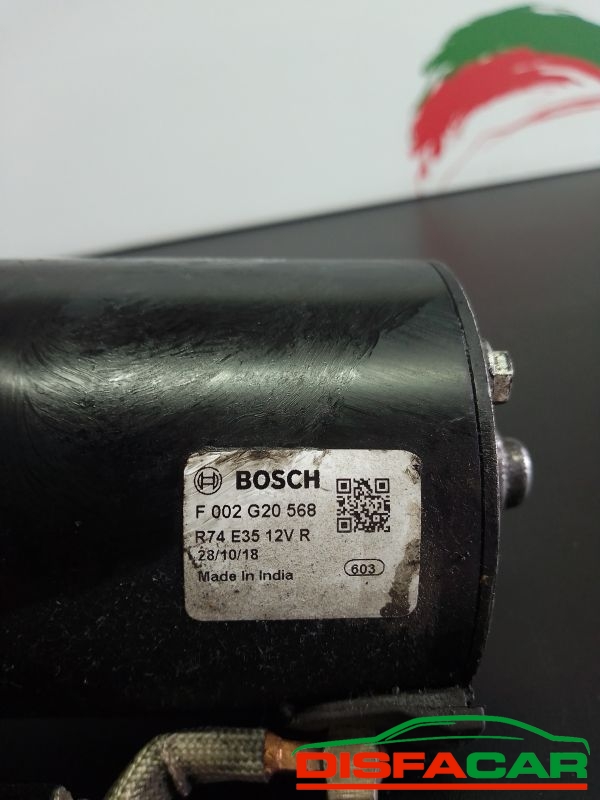 BOSCH
F 002 G20 568
R74 E35 12V R
28/10/18
Made in India
603
DISFACAR